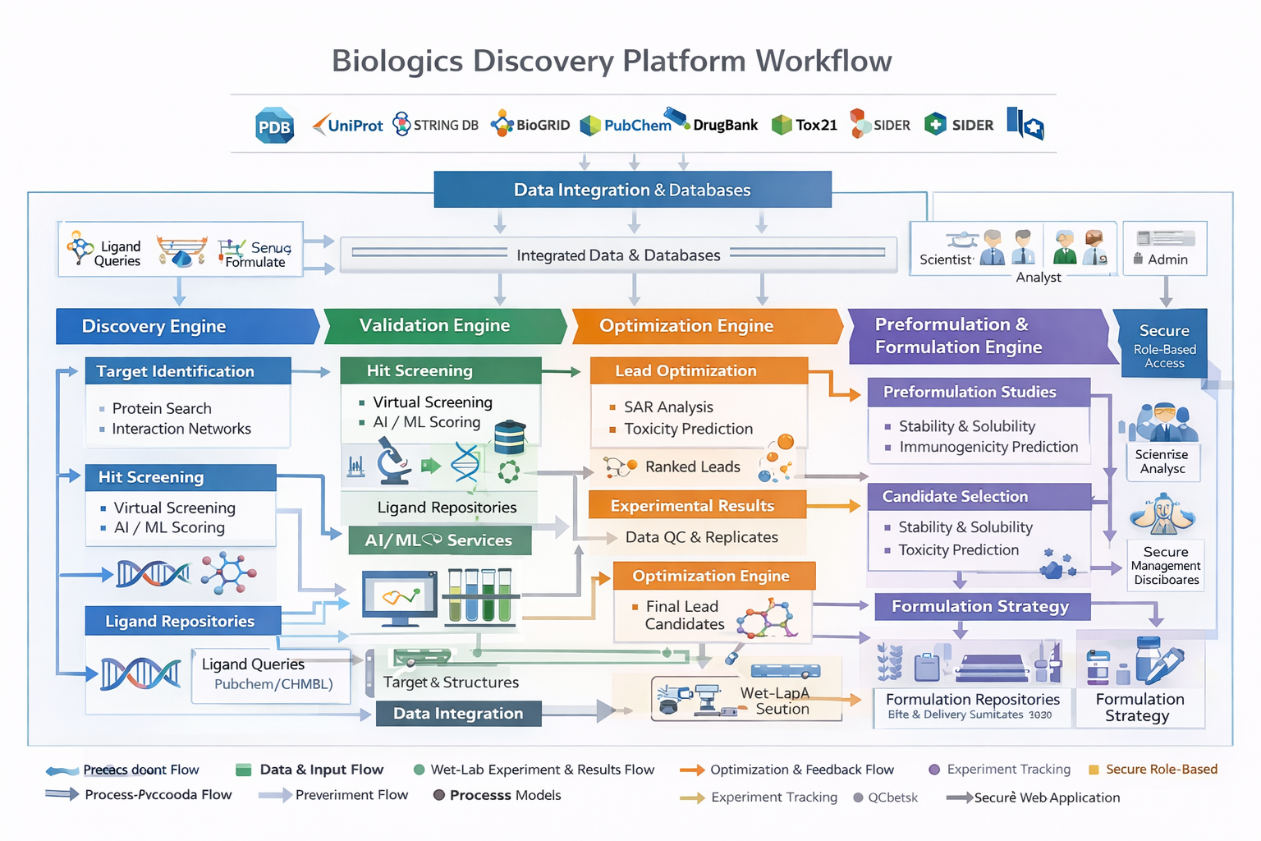 Biologics Discovery Platform Workflow
PDB
UniProt
STRING DB
BioGRID
PubChem
DrugBank
Tox21
SIDER
SIDER
Data Integration & Databases
Ligand
Queries
Senuç
Formulate
Integrated Data & Databases
Scientist
Analyst
Admin
Discovery Engine
Validation Engine
Optimization Engine
Preformulation &
Formulation Engine
Secure
Role-Based
Access
Target Identification
Protein Search
Interaction Networks
Hit Screening
Virtual Screening
AI / ML Scoring
Ligand Repositories
Ligand Queries
Pubchem/CHMBL)
Hit Screening
Virtual Screening
AI / ML Scoring
Ligand Repositories
AI/ML Services
Target & Structures
Data Integration
Lead Optimization
SAR Analysis
Toxicity Prediction
Ranked Leads
Experimental Results
Data QC & Replicates
Optimization Engine
Final Lead
Candidates
Wet-LapA
Seution
Preformulation Studies
Stability & Solubility
Immunogenicity Prediction
Candidate Selection
Stability & Solubility
Toxicity Prediction
Formulation Strategy
Formulation Repositories
Bite & Delivery Sumitates 3030
Formulation
Strategy
Scienrise
Analysc
Secure
Management
Disciboares
Precacs doont Flow
Data & Input Flow
Wet-Lab Experiment & Results Flow
Optimization & Feedback Flow
Experiment Tracking
Secure Role-Based
Process-Pvccooda Flow
Preveriment Flow
Processs Models
Experiment Tracking
QCbetsk
Securè Web Application